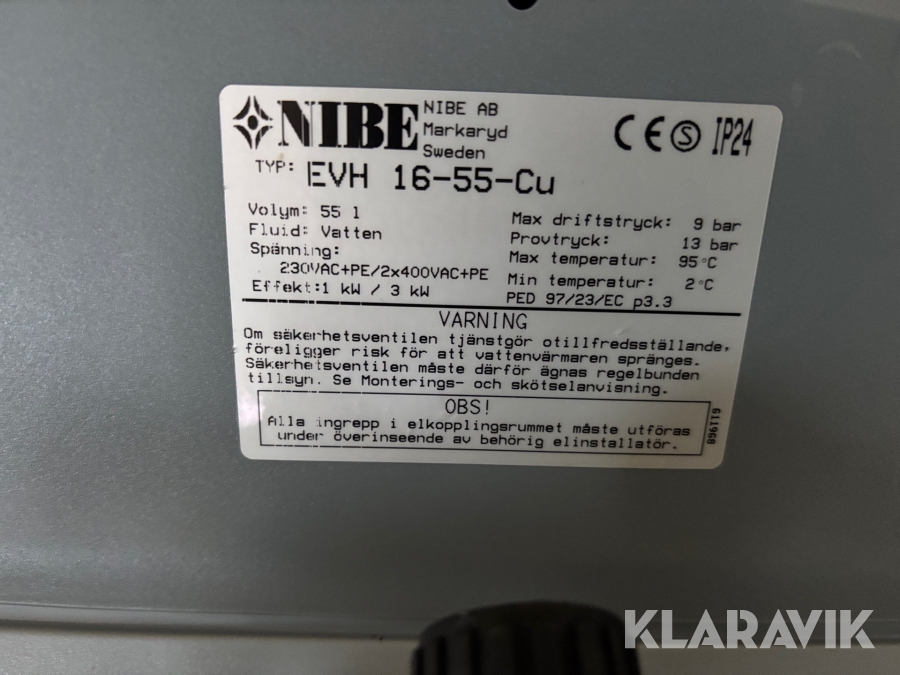 NIBE
NIBE AB
Markaryd
Sweden
CE S IP24
TYP: EVH 16-55-Cu
Volym: 55 l
Fluid: Vatten
Spänning:
230VAC+PE/2x400VAC+PE
Effekt:1 kW / 3 kW
Max driftstryck: 9 bar
Provtryck: 13 bar
Max temperatur: 95°C
Min temperatur: 2°C
PED 97/23/EC p3.3
VARNING
Om säkerhetsventilen tjänstgör otillfredsställande,
föreligger risk för att vattenvärmaren spränges.
Säkerhetsventilen måste därför ägnas regelbunden
tillsyn. Se Monterings- och skötselanvisning.
OBS!
Alla ingrepp i elkopplingsrummet måste utföras
under överinseende av behörig elinstallatör.
611968
KLARAVIK